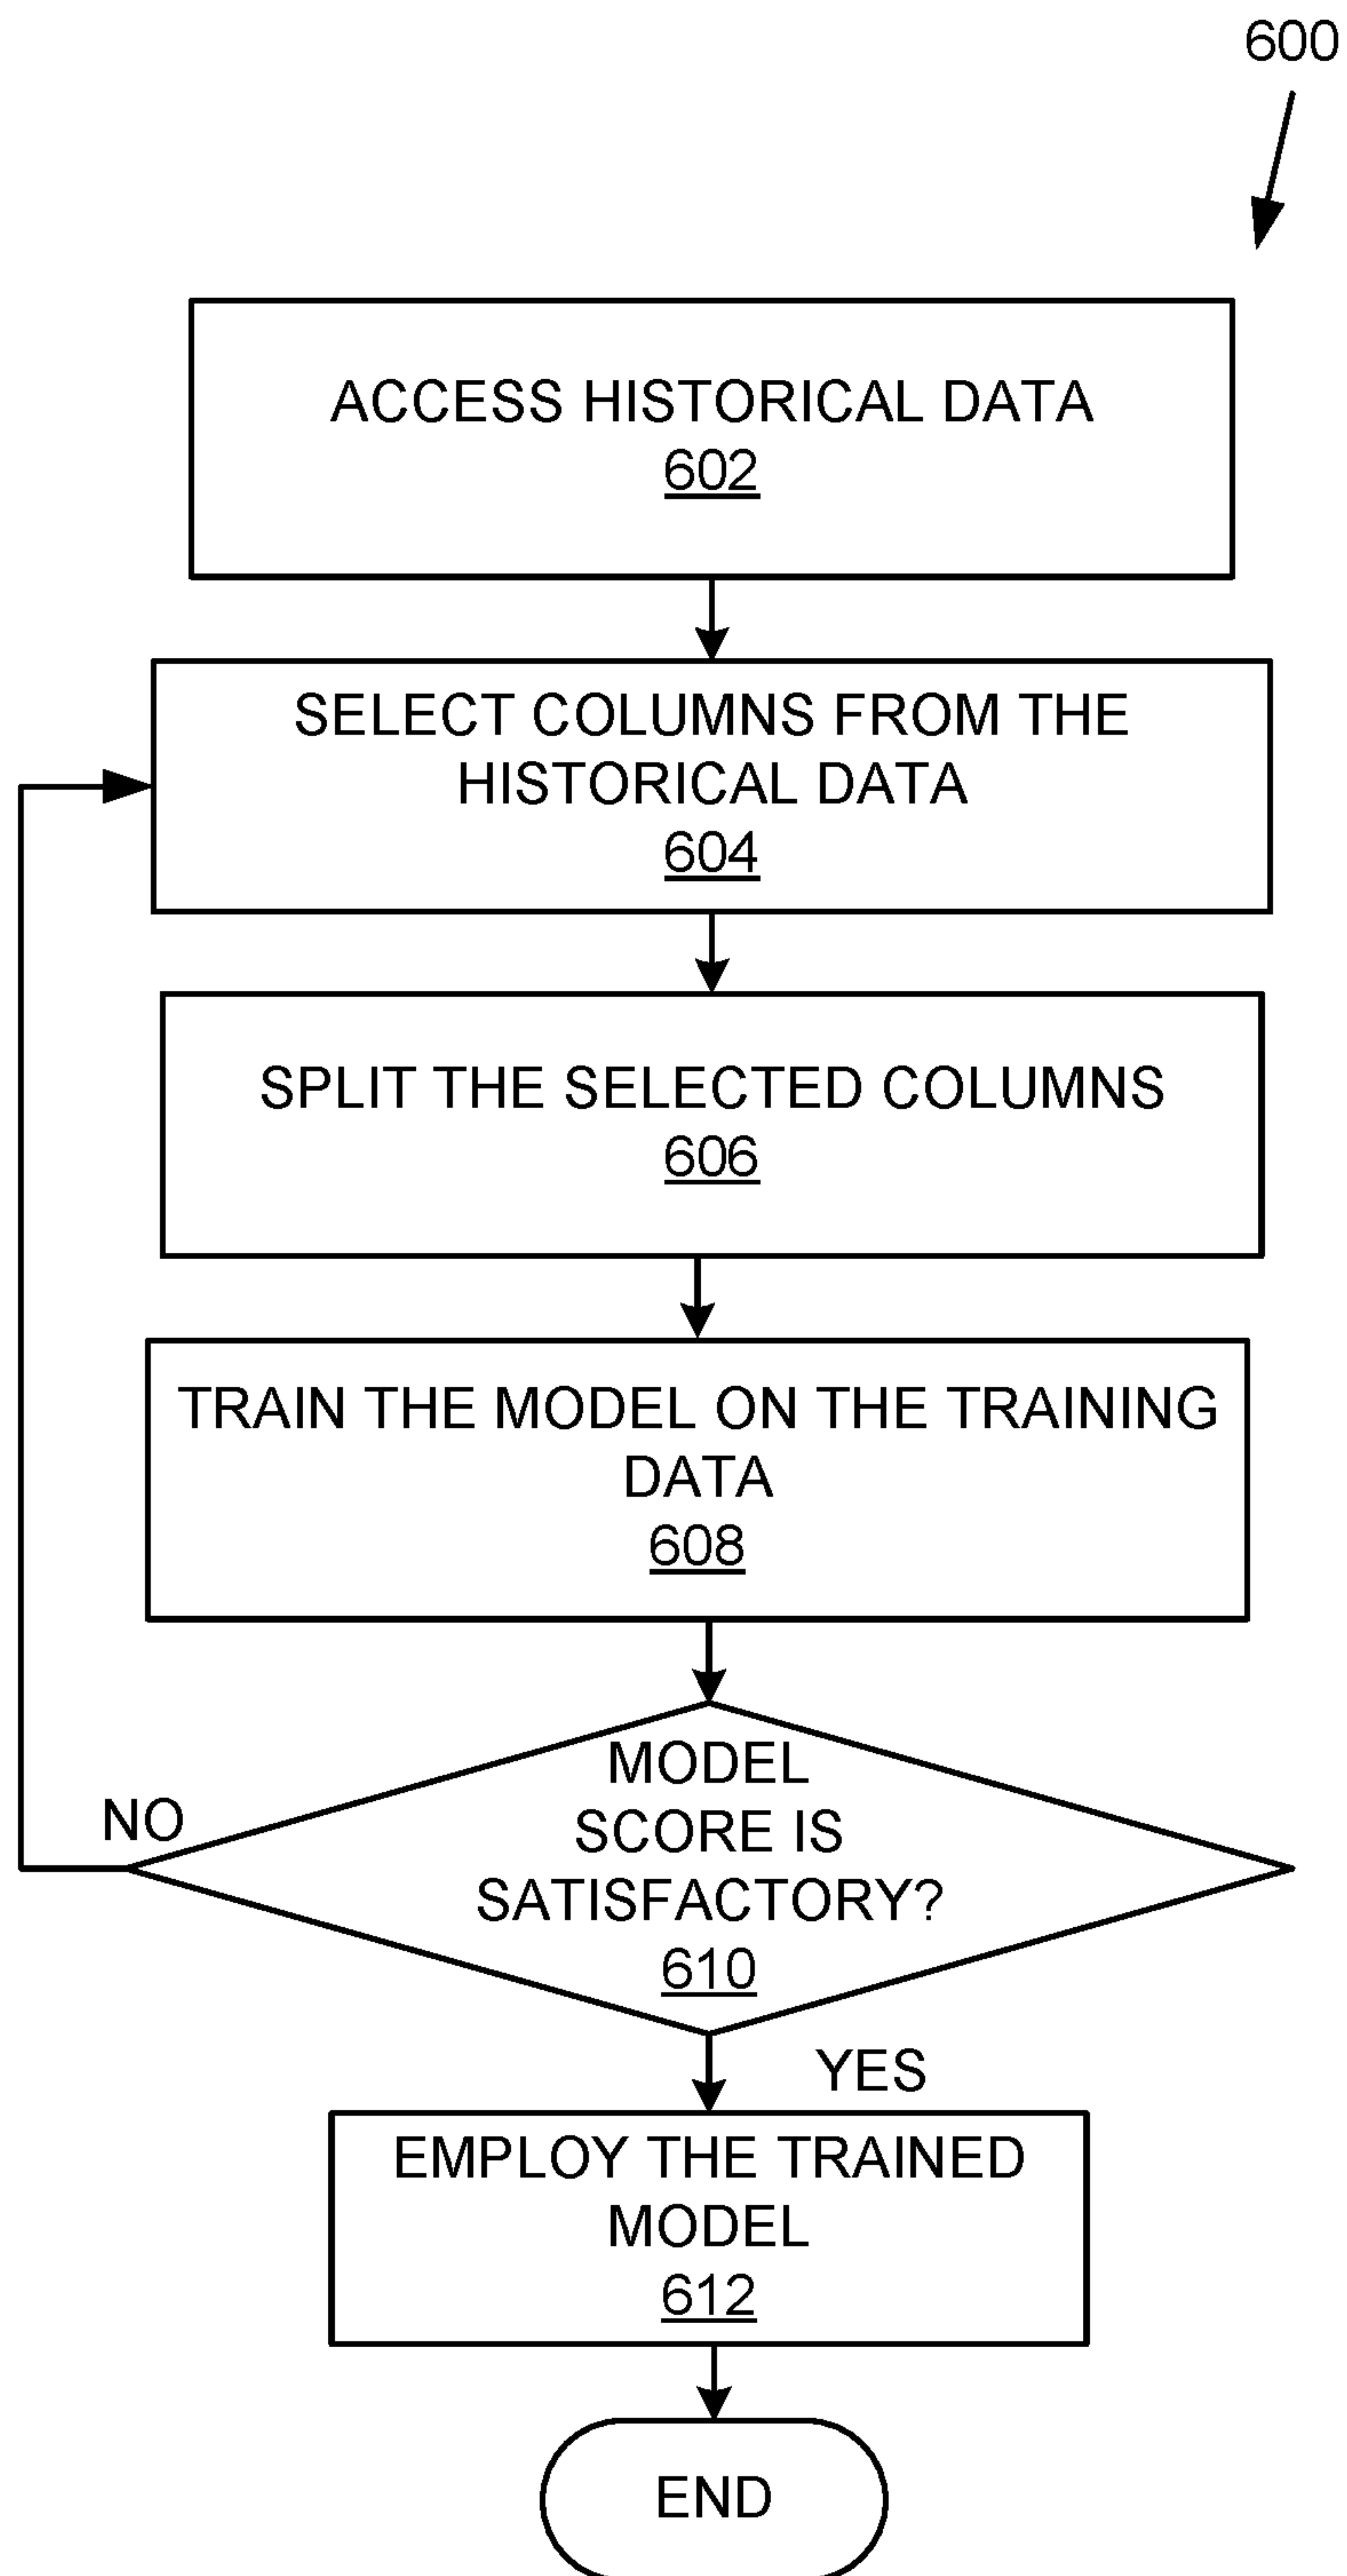 600
ACCESS HISTORICAL DATA
602
SELECT COLUMNS FROM THE
HISTORICAL DATA
604
SPLIT THE SELECTED COLUMNS
606
TRAIN THE MODEL ON THE TRAINING
DATA
608
MODEL
SCORE IS
SATISFACTORY?
610
NO
YES
EMPLOY THE TRAINED
MODEL
612
END